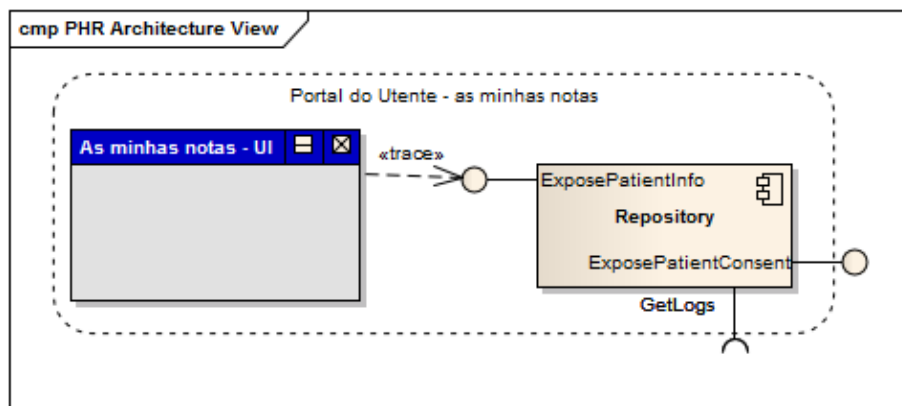 cmp PHR Architecture View
Portal do Utente - as minhas notas
As minhas notas - UI
«trace»
ExposePatientInfo
Repository
ExposePatientConsent
GetLogs